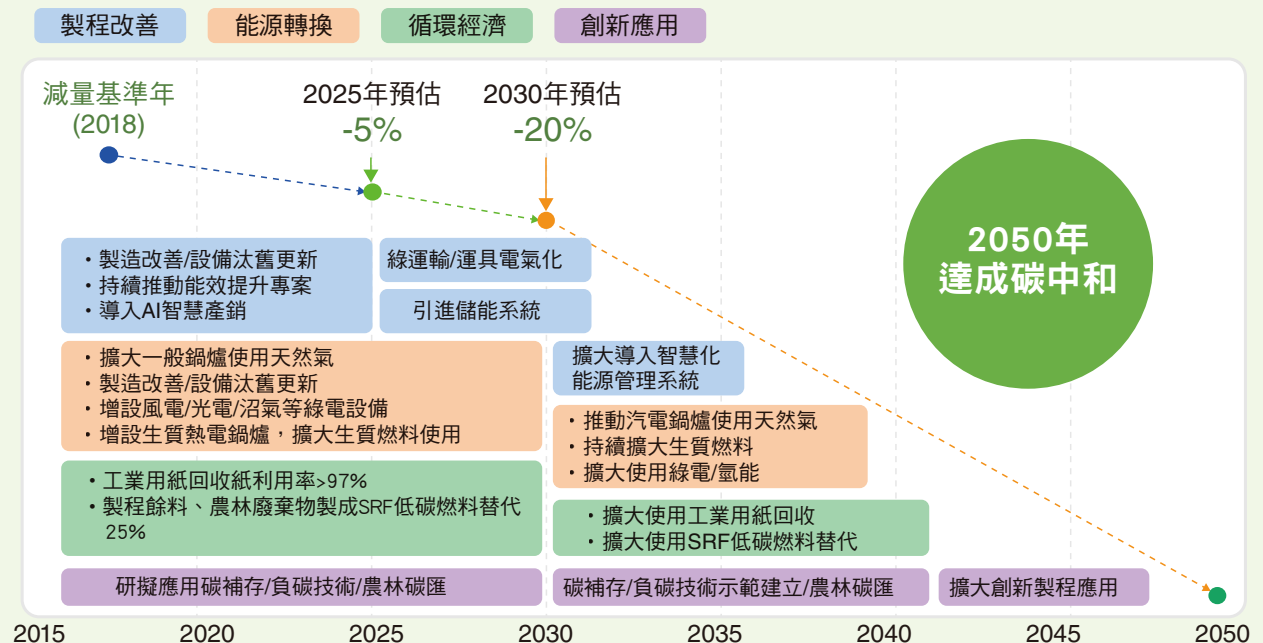 製程改善
能源轉換
循環經濟
創新應用
減量基準年
(2018)
2025年預估
-5%
2030年預估
-20%
2050年
達成碳中和
・製造改善/設備汰舊更新
・持續推動能效提升專案
・導入AI智慧產銷
綠運輸/運具電氣化
引進儲能系統
・擴大一般鍋爐使用天然氣
・製造改善/設備汰舊更新
・增設風電/光電/沼氣等綠電設備
・增設生質熱電鍋爐，擴大生質燃料使用
擴大導入智慧化
能源管理系統
・推動汽電鍋爐使用天然氣
・持續擴大生質燃料
・擴大使用綠電/氫能
・工業用紙回收紙利用率>97%
・製程餘料、農林廢棄物製成SRF低碳燃料替代
25%
・擴大使用工業用紙回收
・擴大使用SRF低碳燃料替代
研擬應用碳補存/負碳技術/農林碳匯
碳補存/負碳技術示範建立/農林碳匯
擴大創新製程應用
2015
2020
2025
2030
2035
2040
2045
2050